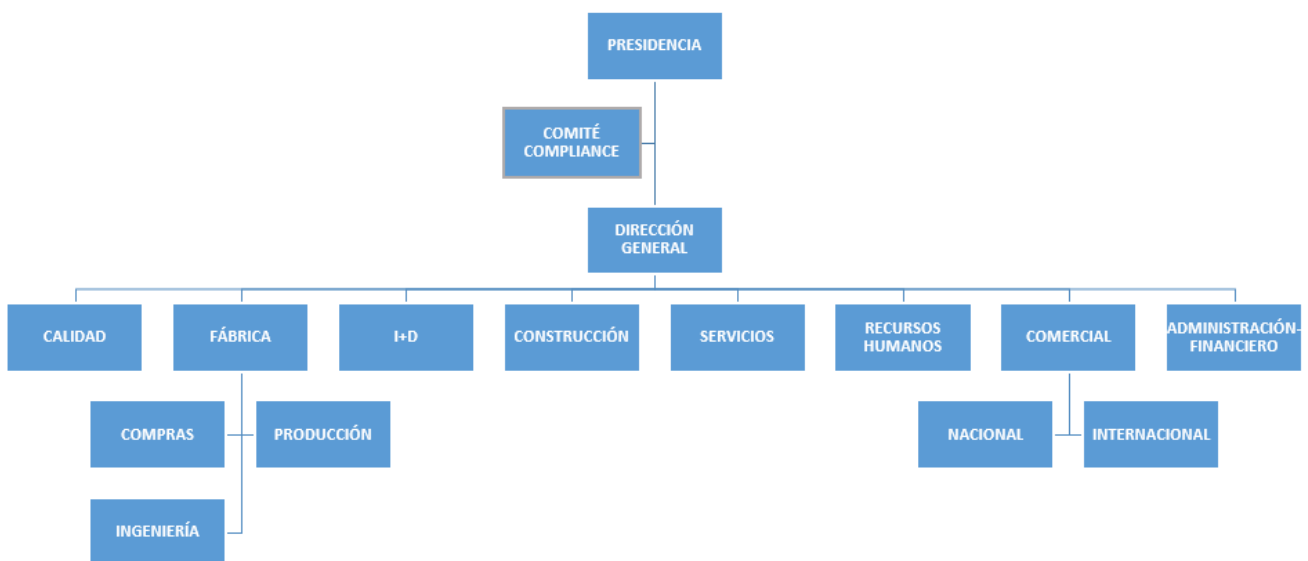 PRESIDENCIA
COMITÉ
COMPLIANCE
DIRECCIÓN
GENERAL
CALIDAD
FÁBRICA
I+D
CONSTRUCCIÓN
SERVICIOS
RECURSOS
HUMANOS
COMERCIAL
ADMINISTRACIÓN-
FINANCIERO
COMPRAS
PRODUCCIÓN
NACIONAL
INTERNACIONAL
INGENIERÍA